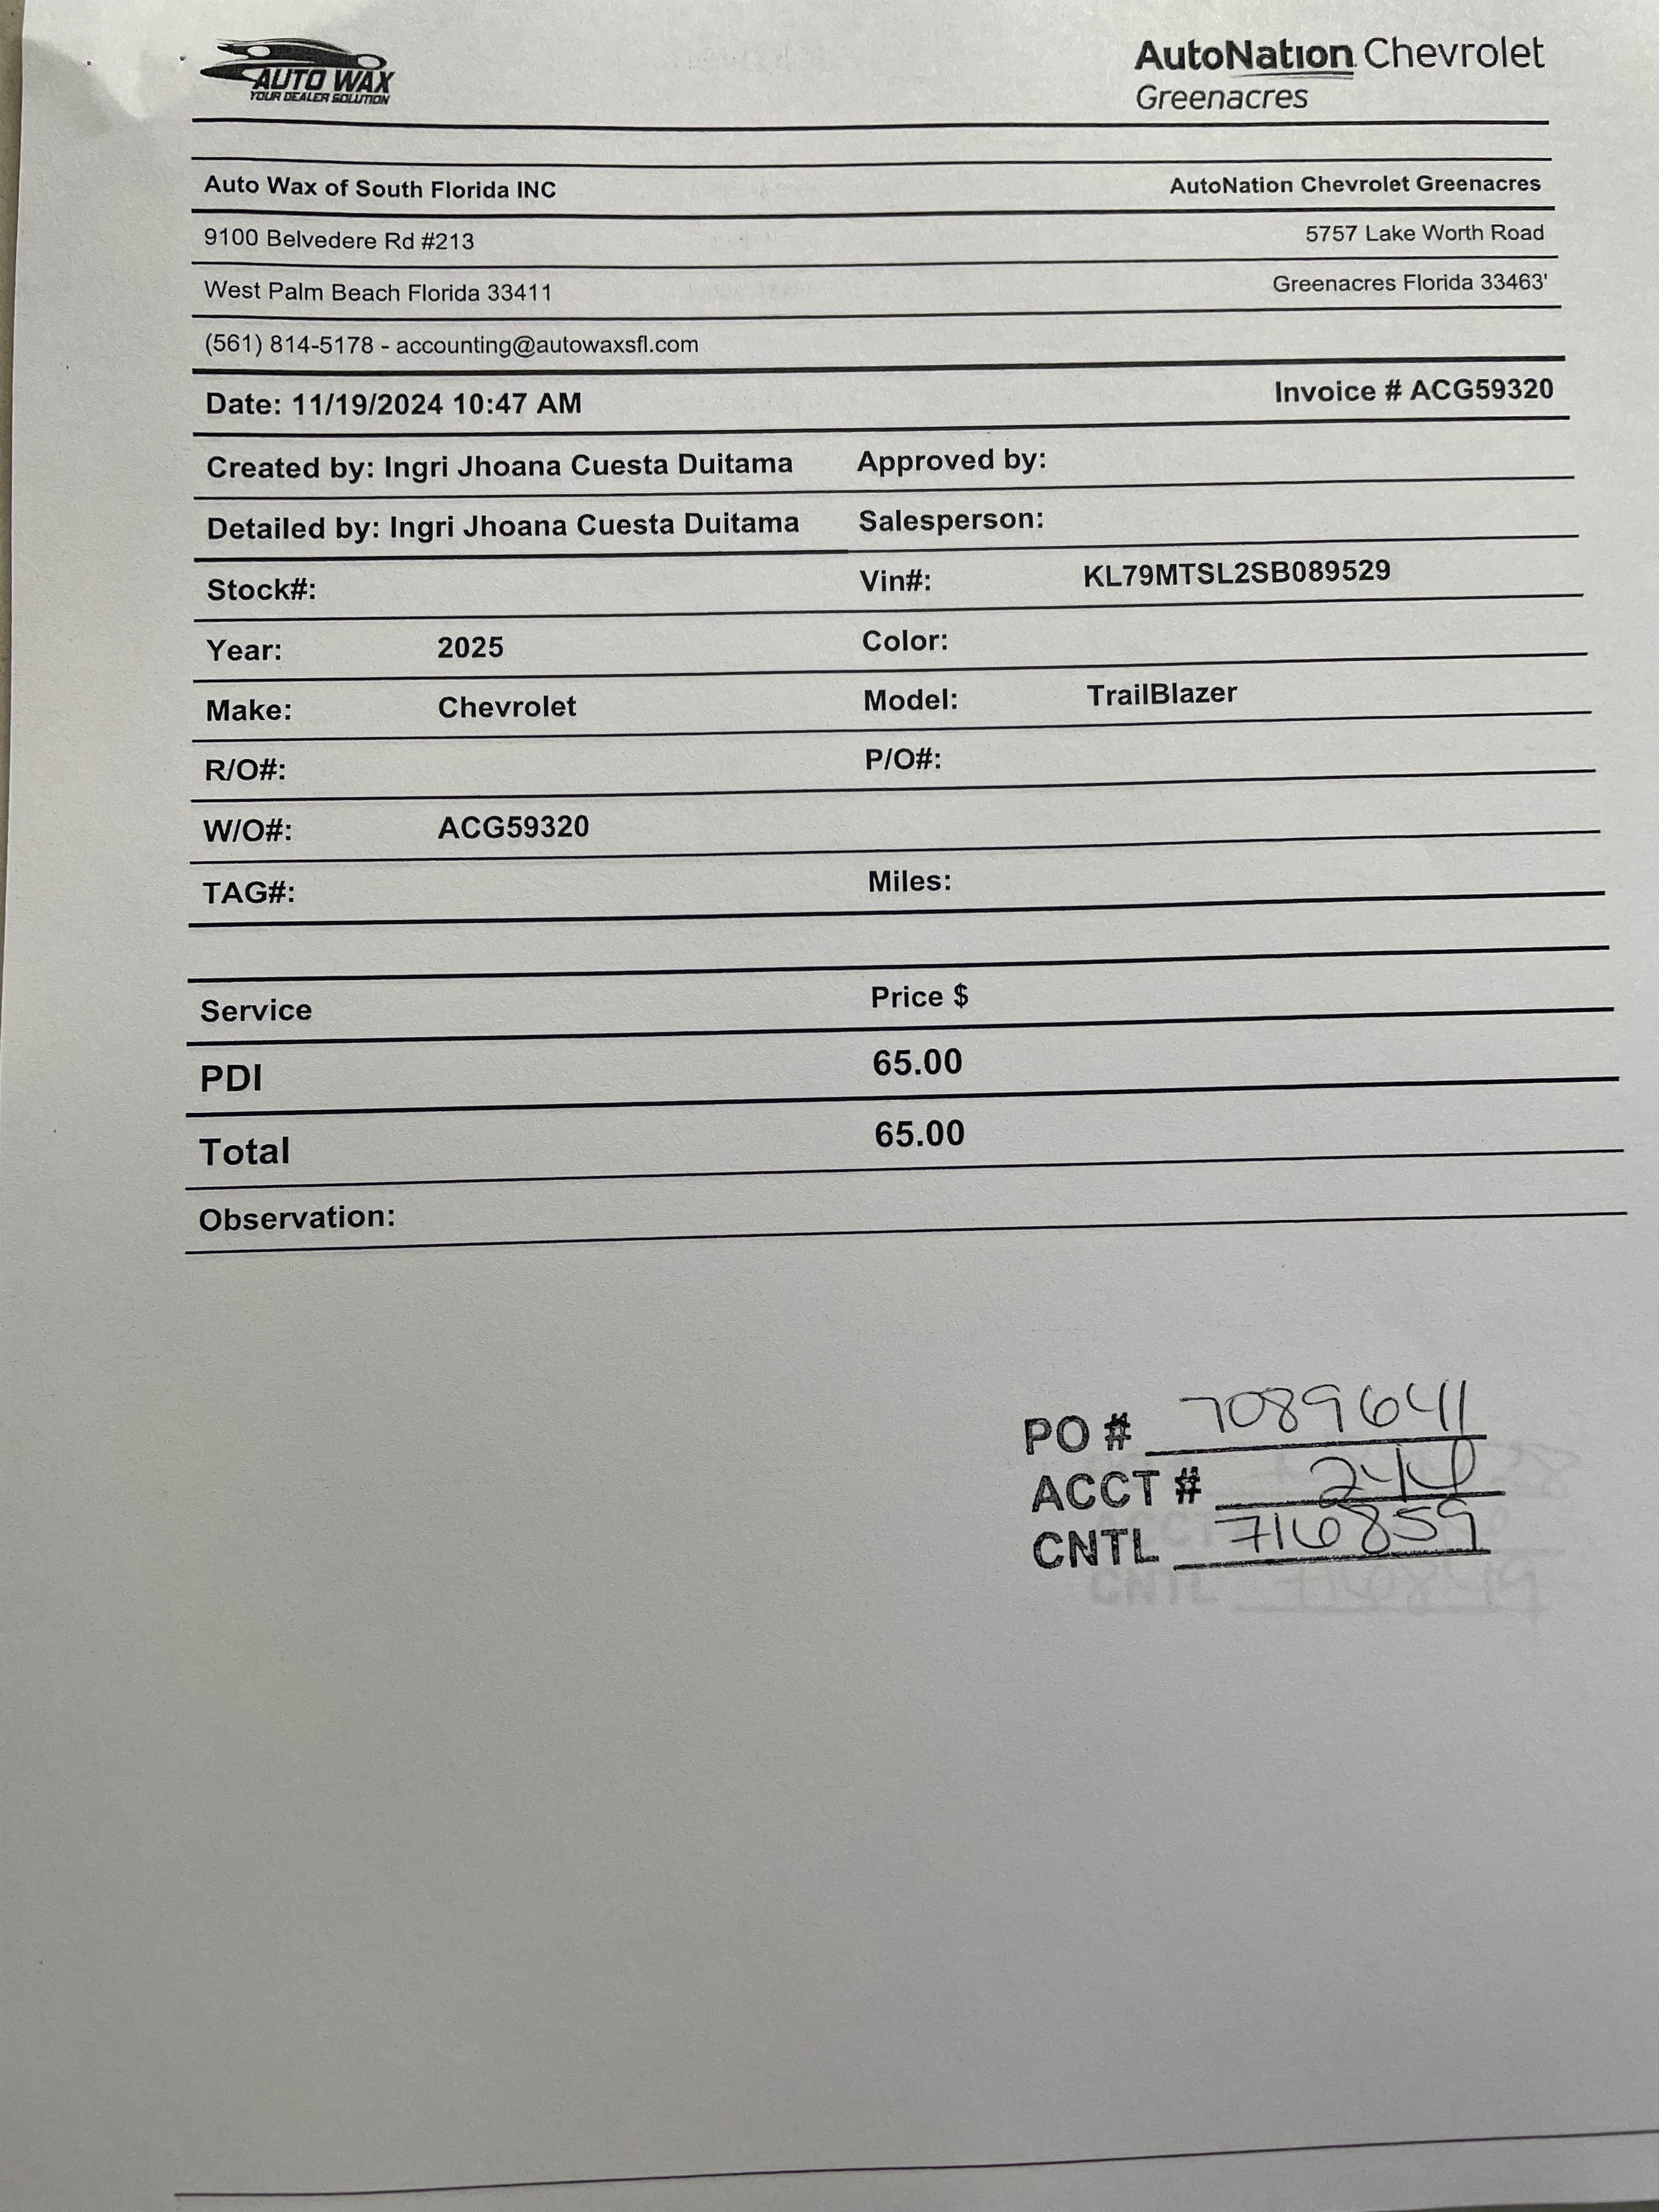 AUTO WAX
YOUR DEALER SOLUTION
AutoNation Chevrolet
Greenacres
Auto Wax of South Florida INC AutoNation Chevrolet Greenacres
9100 Belvedere Rd #213 5757 Lake Worth Road
West Palm Beach Florida 33411 Greenacres Florida 33463'
(561) 814-5178 - accounting@autowaxsfl.com
Date: 11/19/2024 10:47 AM Invoice # ACG59320
Created by: Ingri Jhoana Cuesta Duitama Approved by:
Detailed by: Ingri Jhoana Cuesta Duitama Salesperson:
Stock#: Vin#: KL79MTSL2SB089529
Year: 2025 Color:
Make: Chevrolet Model: TrailBlazer
R/O#: P/O#:
W/O#: ACG59320
TAG#: Miles:
Service Price $
PDI 65.00
Total 65.00
Observation:
PO # 7089641
ACCT #
CNTL 716859